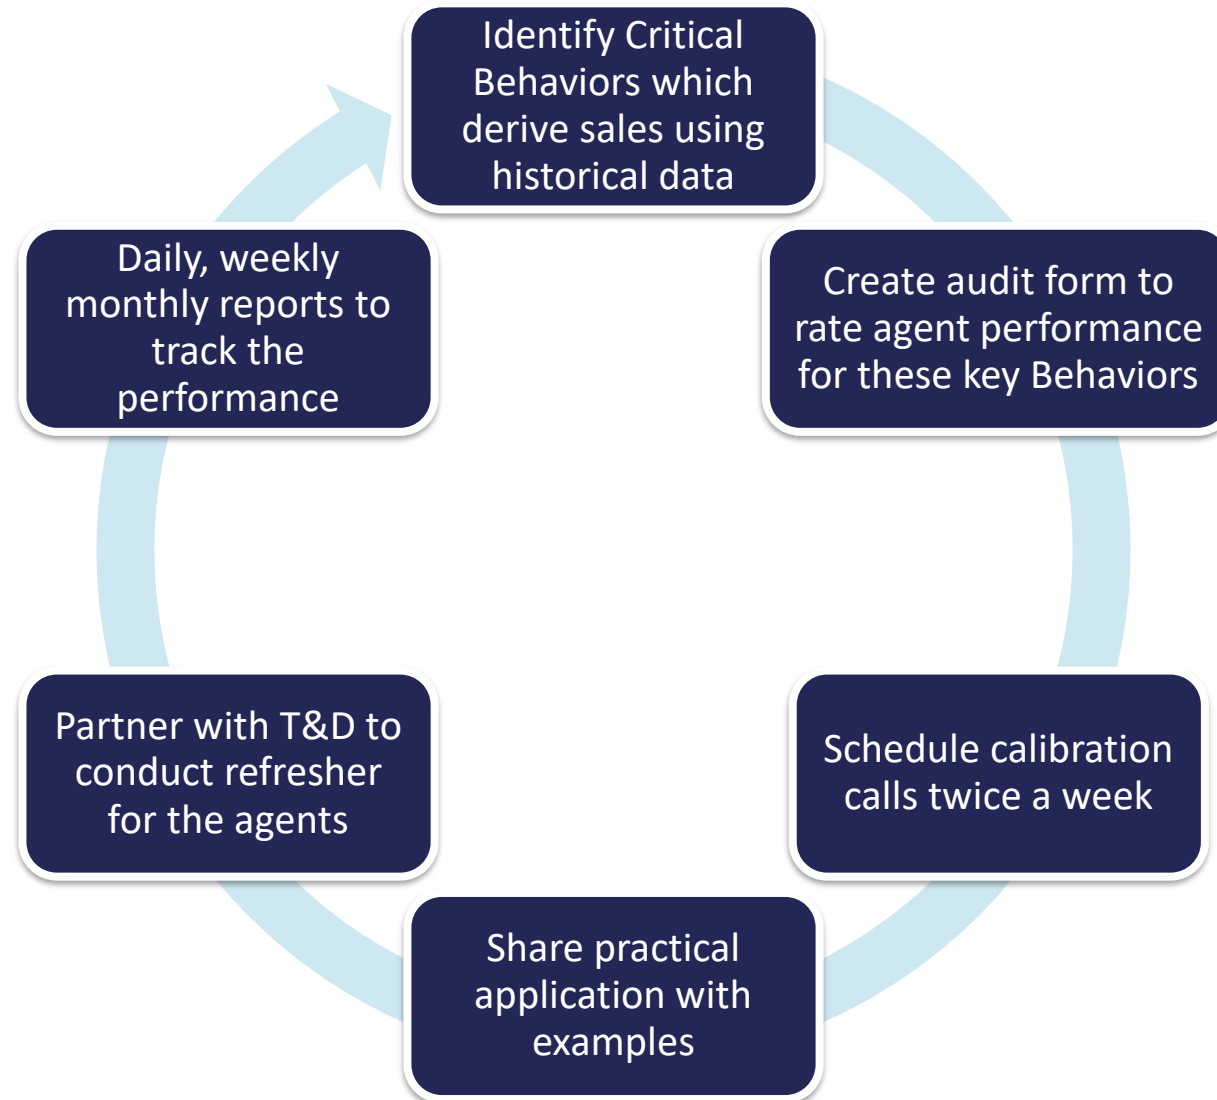 Identify Critical
Behaviors which
derive sales using
historical data
Create audit form to
rate agent performance
for these key Behaviors
Schedule calibration
calls twice a week
Share practical
application with
examples
Partner with T&D to
conduct refresher
for the agents
Daily, weekly
monthly reports to
track the
performance